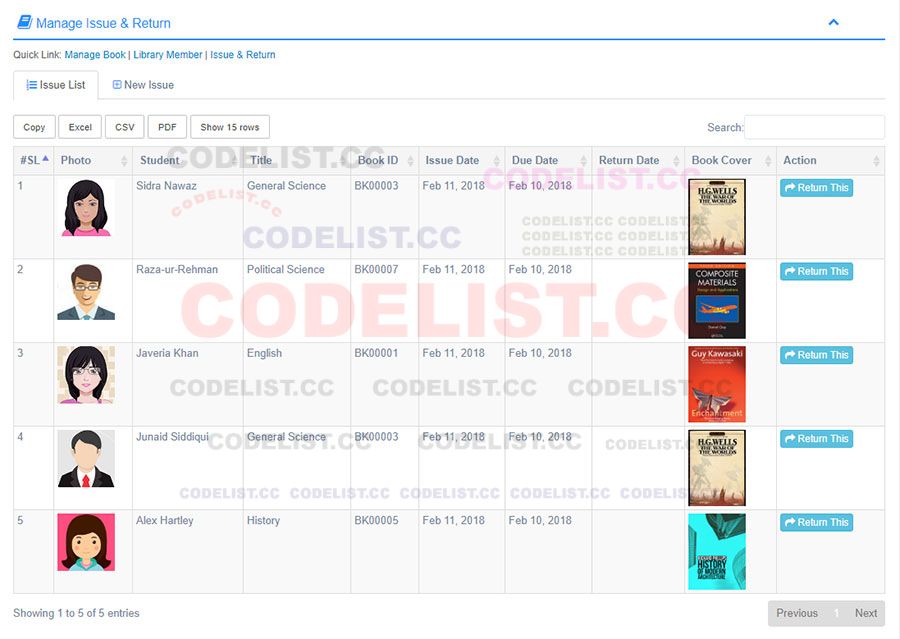 Manage Issue & Return
Quick Link: Manage Book | Library Member | Issue & Return
Issue List New Issue
Copy Excel CSV PDF Show 15 rows Search:
#SL Photo Student Title Book ID Issue Date Due Date Return Date Book Cover Action
1 Sidra Nawaz General Science BK00003 Feb 11, 2018 Feb 10, 2018 Return This
H.G.WELLS
THE WAR OF
THE WORLDS
2 Raza-ur-Rehman Political Science BK00007 Feb 11, 2018 Feb 10, 2018 Return This
COMPOSITE
MATERIALS
Design and Applications
3 Javeria Khan English BK00001 Feb 11, 2018 Feb 10, 2018 Return This
Guy Kawasaki
Enchantment
4 Junaid Siddiqui General Science BK00003 Feb 11, 2018 Feb 10, 2018 Return This
H.G.WELLS
THE WAR OF
THE WORLDS
5 Alex Hartley History BK00005 Feb 11, 2018 Feb 10, 2018 Return This
HISTORY
OF MODERN
ARCHITECTURE
Showing 1 to 5 of 5 entries Previous 1 Next
CODELIST.CC
CODELIST.CC
CODELIST.CC
CODELIST.CC
CODELIST.CC CODELIST.CC
CODELIST.CC CODELIST.CC
CODELIST.CC CODELIST.CC
CODELIST.CC
CODELIST.CC CODELIST.CC CODELIST.CC
CODELIST.CC CODELIST.CC CODELIST.CC
CODELIST.CC CODELIST.CC CODELIST.CC CODELIST.CC CODELIST.CC